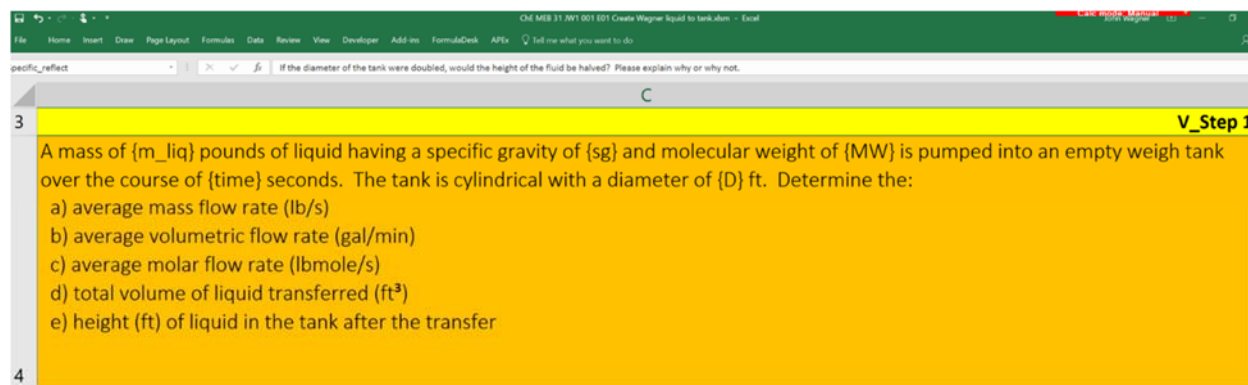 ChE MEB 31 JW1 001 E01 Create Wagner liquid to tank.xlsm - Excel
Calc mode: Manual
John Wagner
File Home Insert Draw Page Layout Formulas Data Review View Developer Add-ins FormulaDesk APEx Tell me what you want to do
pecific_reflect fx If the diameter of the tank were doubled, would the height of the fluid be halved? Please explain why or why not.
C
3 V_Step 1
A mass of {m_liq} pounds of liquid having a specific gravity of {sg} and molecular weight of {MW} is pumped into an empty weigh tank
over the course of {time} seconds. The tank is cylindrical with a diameter of {D} ft. Determine the:
a) average mass flow rate (lb/s)
b) average volumetric flow rate (gal/min)
c) average molar flow rate (lbmole/s)
d) total volume of liquid transferred (ft³)
e) height (ft) of liquid in the tank after the transfer
4